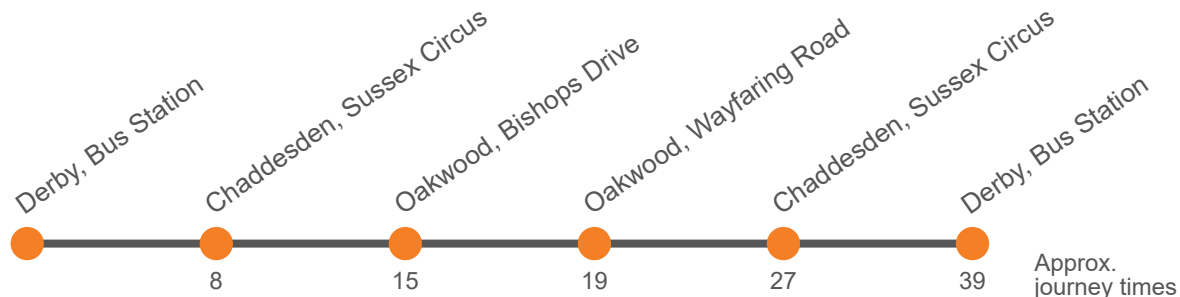 Derby, Bus Station
Chaddesden, Sussex Circus
Oakwood, Bishops Drive
Oakwood, Wayfaring Road
Chaddesden, Sussex Circus
Derby, Bus Station
8
15
19
27
39
Approx.
journey times